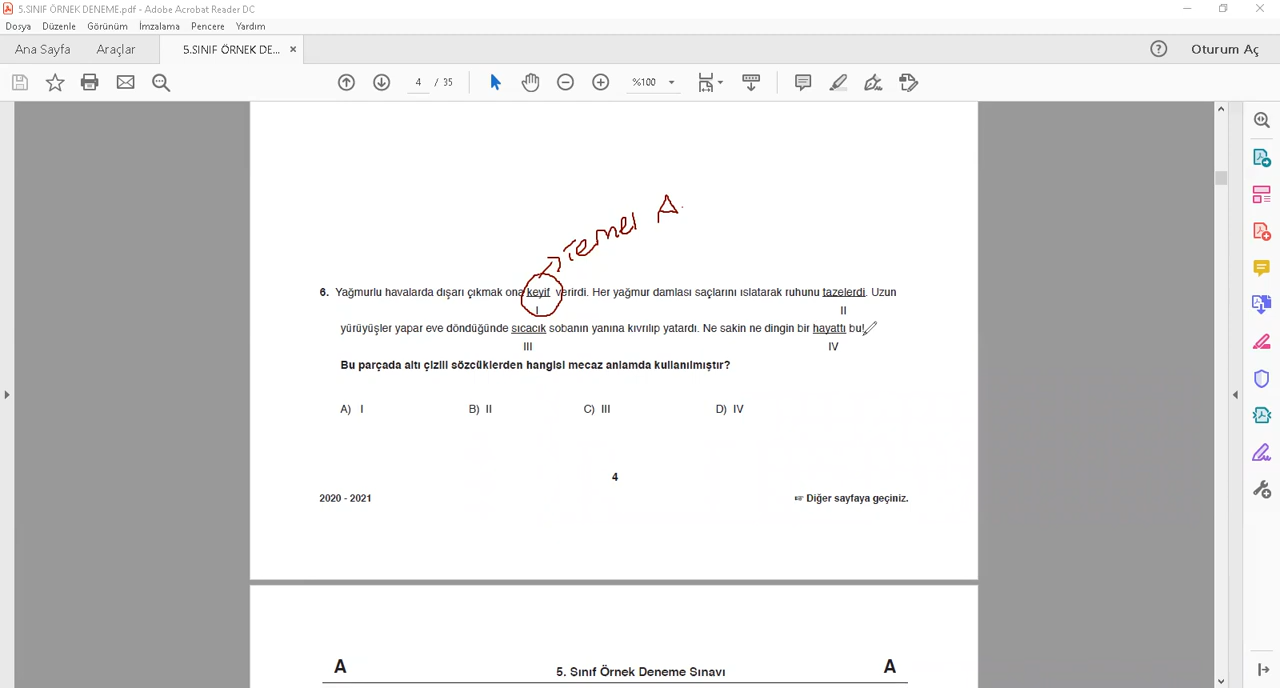 5.SINIF ÖRNEK DENEME.pdf - Adobe Acrobat Reader DC
Dosya Düzenle Görünüm İmzalama Pencere Yardım
Ana Sayfa Araçlar 5.SINIF ÖRNEK DE... × Oturum Aç
4 / 35 %100
Temel A
6. Yağmurlu havalarda dışarı çıkmak ona keyif verirdi. Her yağmur damlası saçlarını ıslatarak ruhunu tazelerdi. Uzun
I II
yürüyüşler yapar eve döndüğünde sıcacık sobanın yanına kıvrılıp yatardı. Ne sakin ne dingin bir hayattı bu!
III IV
Bu parçada altı çizili sözcüklerden hangisi mecaz anlamda kullanılmıştır?
A) I B) II C) III D) IV
4
2020 - 2021 ☞ Diğer sayfaya geçiniz.
A 5. Sınıf Örnek Deneme Sınavı A